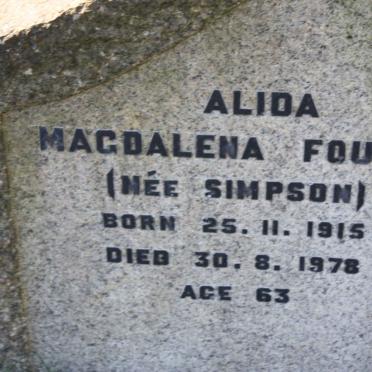 ALIDA
MAGDALENA FOU
(NÉE SIMPSON)
BORN 25.11.1915
DIED 30.8.1978
AGE 63